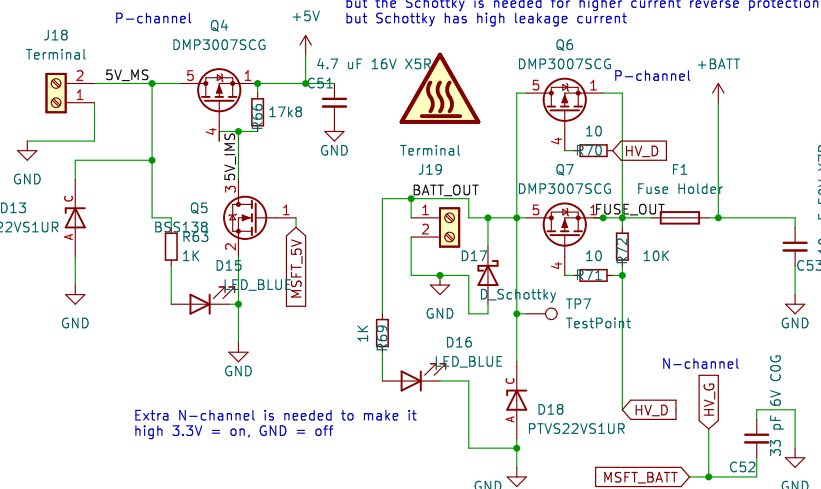 but the Schottky is needed for higher current reverse protection
but Schottky has high leakage current
P-channel
Q4
DMP3007SCG
+5V
J18
Terminal
5V_MS
2
1
5
1
4
4.7 uF 16V X5R
C51
R66
17k8
GND
GND
5V_IMS
3
Q5
BSS138
1
2
D13
22VS1UR
C
A
GND
R63
1K
D15
LED_BLUE
MSFT_5V
GND
Extra N-channel is needed to make it
high 3.3V = on, GND = off
Q6
DMP3007SCG
P-channel
+BATT
5
1
4
10
R70
HV_D
Terminal
J19
BATT_OUT
1
2
Q7
DMP3007SCG
5
1
4
FUSE_OUT
F1
Fuse Holder
R72
10K
10
R71
D17
D_Schottky
GND
TP7
TestPoint
C53
GND
1K
R69
D16
LED_BLUE
C
A
D18
PTVS22VS1UR
GND
HV_D
N-channel
HV_G
MSFT_BATT
C52
33 pF 6V C0G
GND